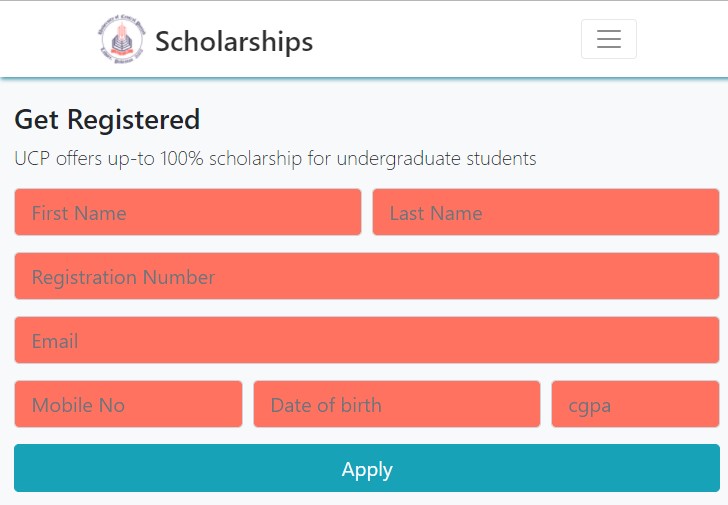 Scholarships
Get Registered
UCP offers up-to 100% scholarship for undergraduate students
First Name Last Name
Registration Number
Email
Mobile No Date of birth cgpa
Apply